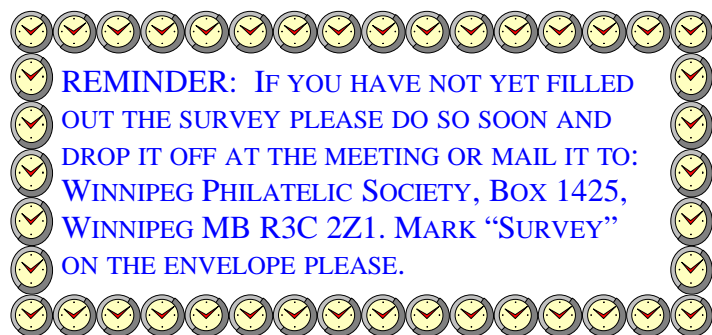 REMINDER: IF YOU HAVE NOT YET FILLED
OUT THE SURVEY PLEASE DO SO SOON AND
DROP IT OFF AT THE MEETING OR MAIL IT TO:
WINNIPEG PHILATELIC SOCIETY, BOX 1425,
WINNIPEG MB R3C 2Z1. MARK “SURVEY”
ON THE ENVELOPE PLEASE.